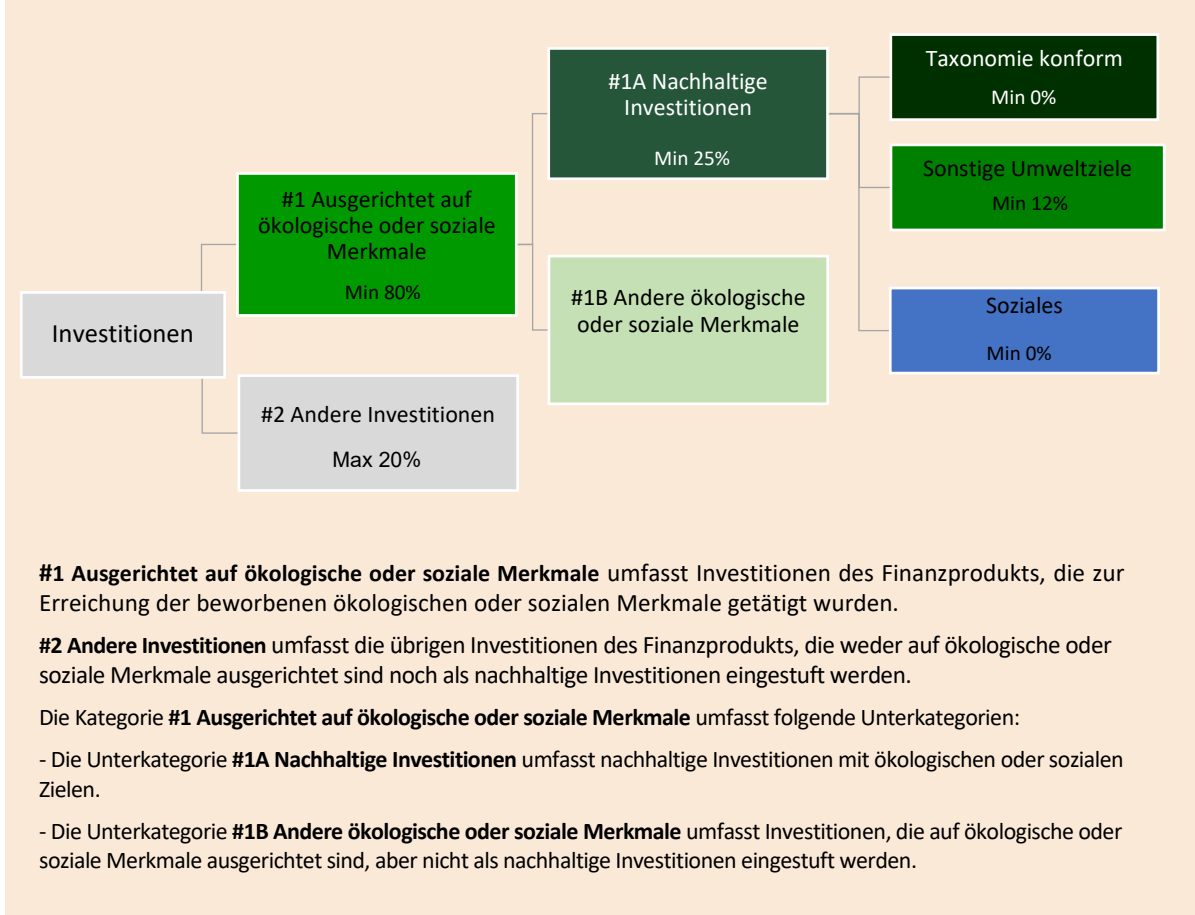 Investitionen
#1 Ausgerichtet auf
ökologische oder soziale
Merkmale
Min 80%
#2 Andere Investitionen
Max 20%
#1A Nachhaltige
Investitionen
Min 25%
#1B Andere ökologische
oder soziale Merkmale
Taxonomie konform
Min 0%
Sonstige Umweltziele
Min 12%
Soziales
Min 0%
#1 Ausgerichtet auf ökologische oder soziale Merkmale umfasst Investitionen des Finanzprodukts, die zur
Erreichung der beworbenen ökologischen oder sozialen Merkmale getätigt wurden.
#2 Andere Investitionen umfasst die übrigen Investitionen des Finanzprodukts, die weder auf ökologische oder
soziale Merkmale ausgerichtet sind noch als nachhaltige Investitionen eingestuft werden.
Die Kategorie #1 Ausgerichtet auf ökologische oder soziale Merkmale umfasst folgende Unterkategorien:
- Die Unterkategorie #1A Nachhaltige Investitionen umfasst nachhaltige Investitionen mit ökologischen oder sozialen
Zielen.
- Die Unterkategorie #1B Andere ökologische oder soziale Merkmale umfasst Investitionen, die auf ökologische oder
soziale Merkmale ausgerichtet sind, aber nicht als nachhaltige Investitionen eingestuft werden.